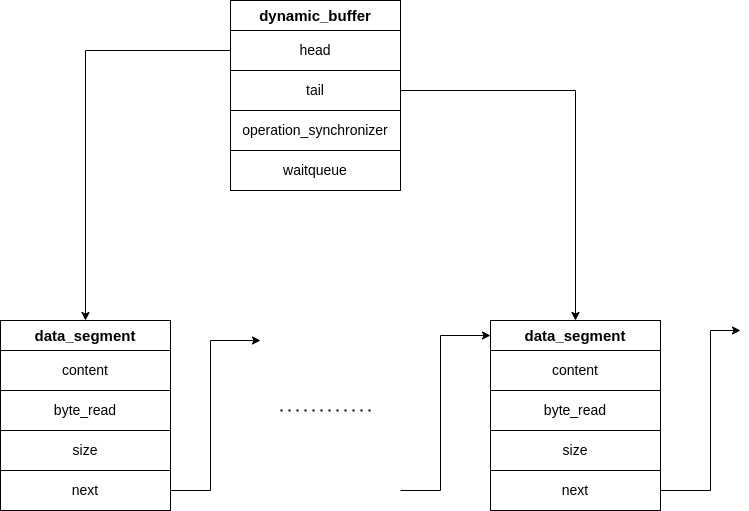 dynamic_buffer
head
tail
operation_synchronizer
waitqueue
data_segment
content
byte_read
size
next
............
data_segment
content
byte_read
size
next